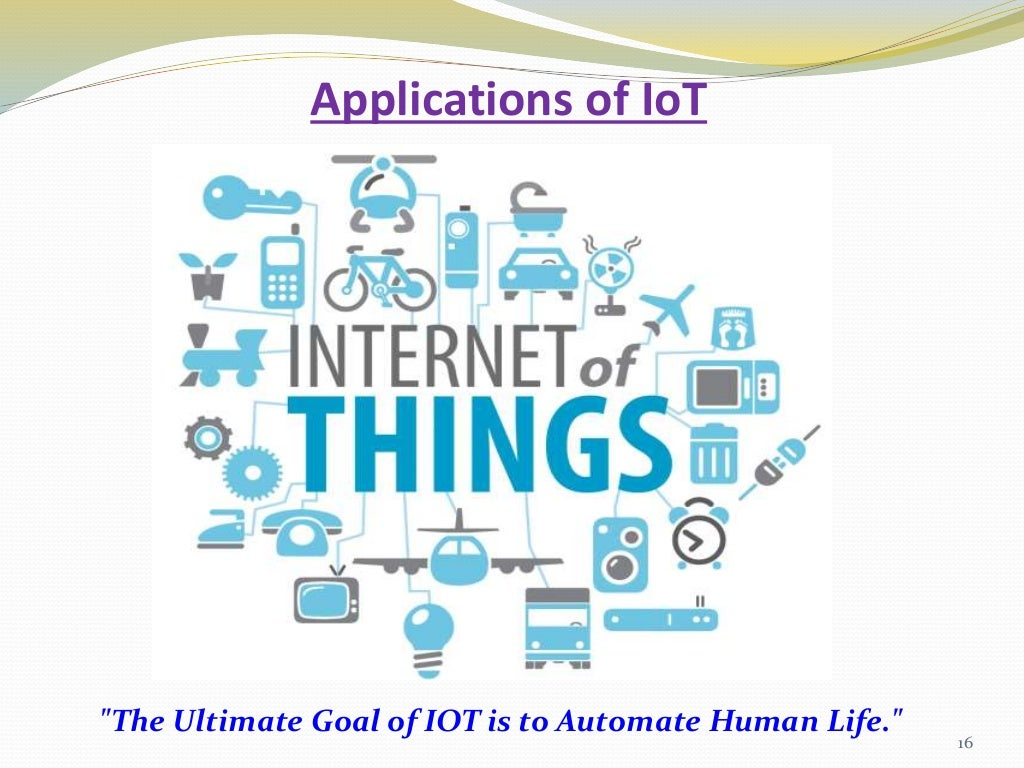 Applications of IoT
INTERNET of
THINGS
"The Ultimate Goal of IOT is to Automate Human Life."
16